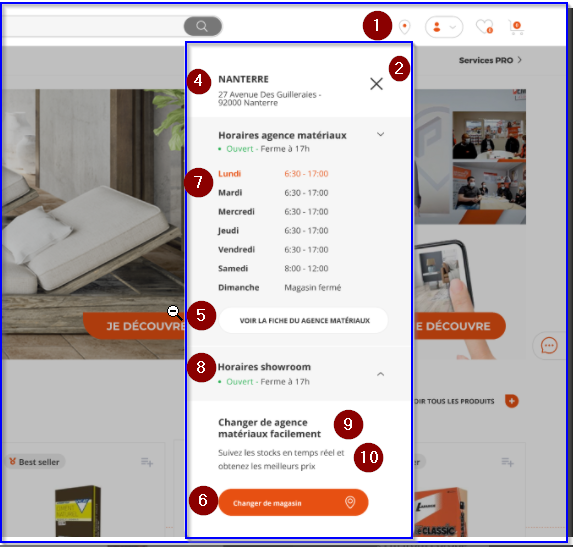 1
0
0
2
Services PRO
4
NANTERRE
27 Avenue Des Guilleraies -
92000 Nanterre
Horaires agence matériaux
Ouvert - Ferme à 17h
7
Lundi 6:30 - 17:00
Mardi 6:30 - 17:00
Mercredi 6:30 - 17:00
Jeudi 6:30 - 17:00
Vendredi 6:30 - 17:00
Samedi 8:00 - 12:00
Dimanche Magasin fermé
5
VOIR LA FICHE DU AGENCE MATÉRIAUX
JE DÉCOUVRE
E DÉCOUVRE
8
Horaires showroom
Ouvert - Ferme à 17h
OIR TOUS LES PRODUITS
9
Changer de agence
matériaux facilement
10
Suivez les stocks en temps réel et
obtenez les meilleurs prix
Best seller
er
6
Changer de magasin
CLASSIC